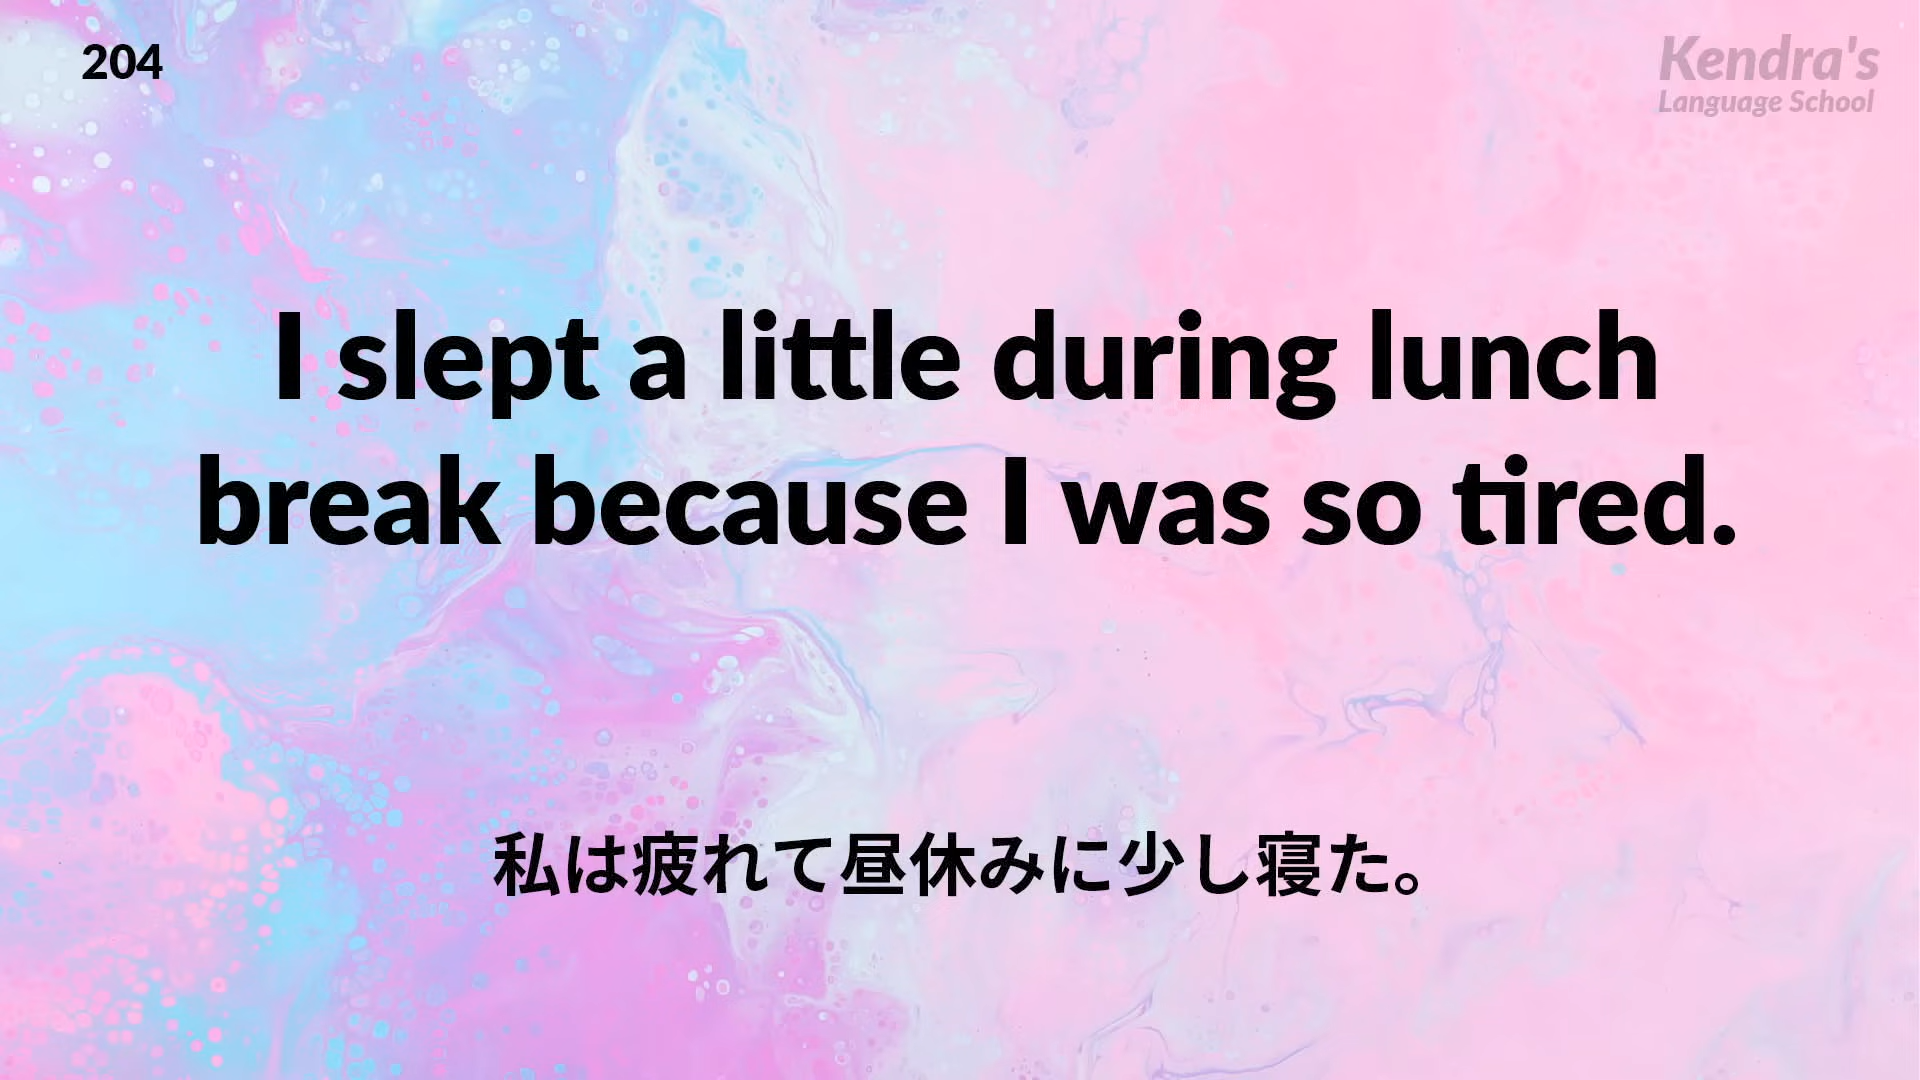 204
Kendra's
Language School
I slept a little during lunch
break because I was so tired.
私は疲れて昼休みに少し寝た。